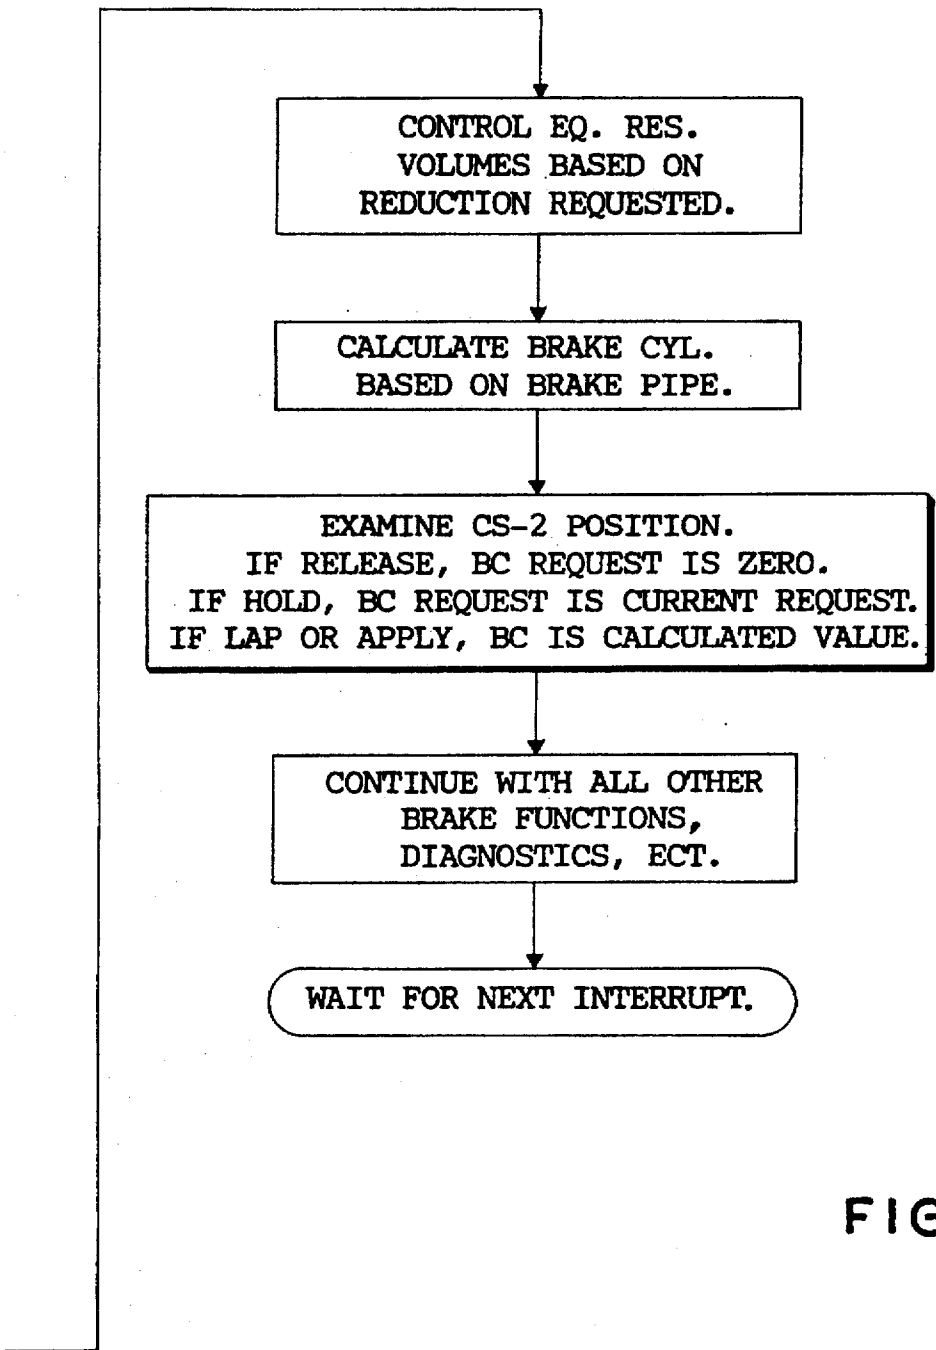 CONTROL EQ. RES.
VOLUMES BASED ON
REDUCTION REQUESTED.
CALCULATE BRAKE CYL.
BASED ON BRAKE PIPE.
EXAMINE CS-2 POSITION.
IF RELEASE, BC REQUEST IS ZERO.
IF HOLD, BC REQUEST IS CURRENT REQUEST.
IF LAP OR APPLY, BC IS CALCULATED VALUE.
CONTINUE WITH ALL OTHER
BRAKE FUNCTIONS,
DIAGNOSTICS, ECT.
WAIT FOR NEXT INTERRUPT.
FIG